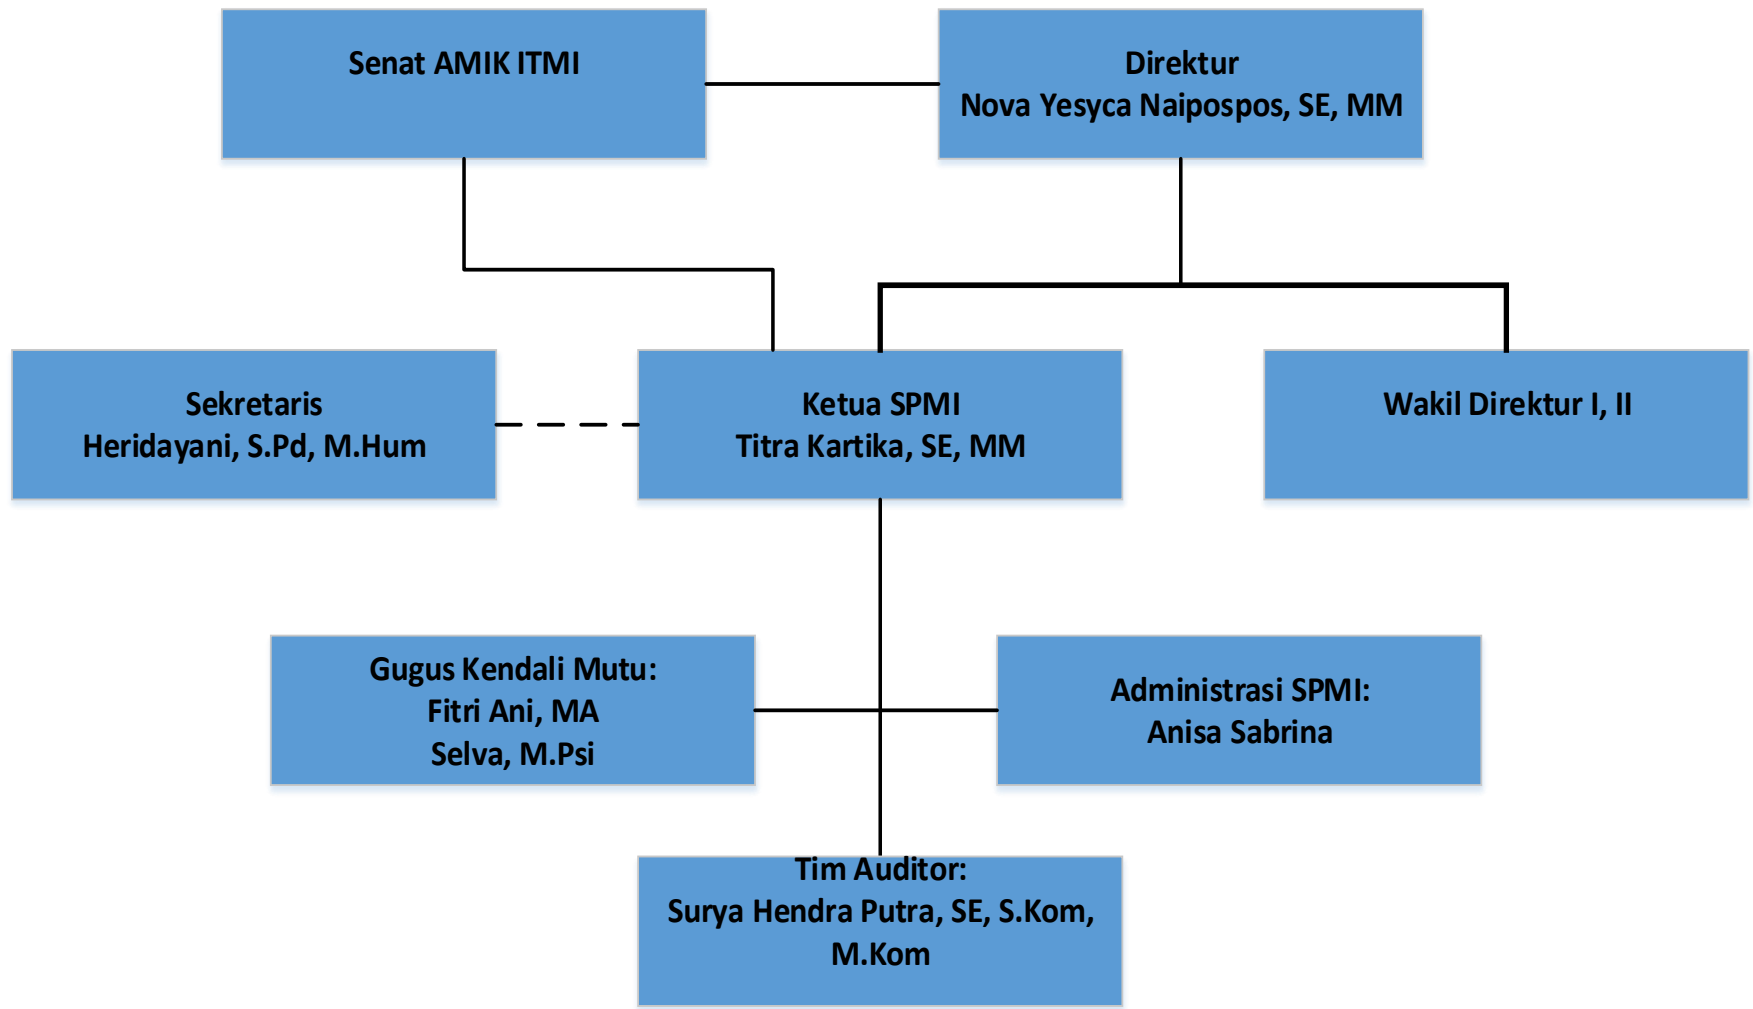 Senat AMIK ITMI
Direktur
Nova Yesyca Naipospos, SE, MM
Sekretaris
Heridayani, S.Pd, M.Hum
Ketua SPMI
Titra Kartika, SE, MM
Wakil Direktur I, II
Gugus Kendali Mutu:
Fitri Ani, MA
Selva, M.Psi
Administrasi SPMI:
Anisa Sabrina
Tim Auditor:
Surya Hendra Putra, SE, S.Kom,
M.Kom